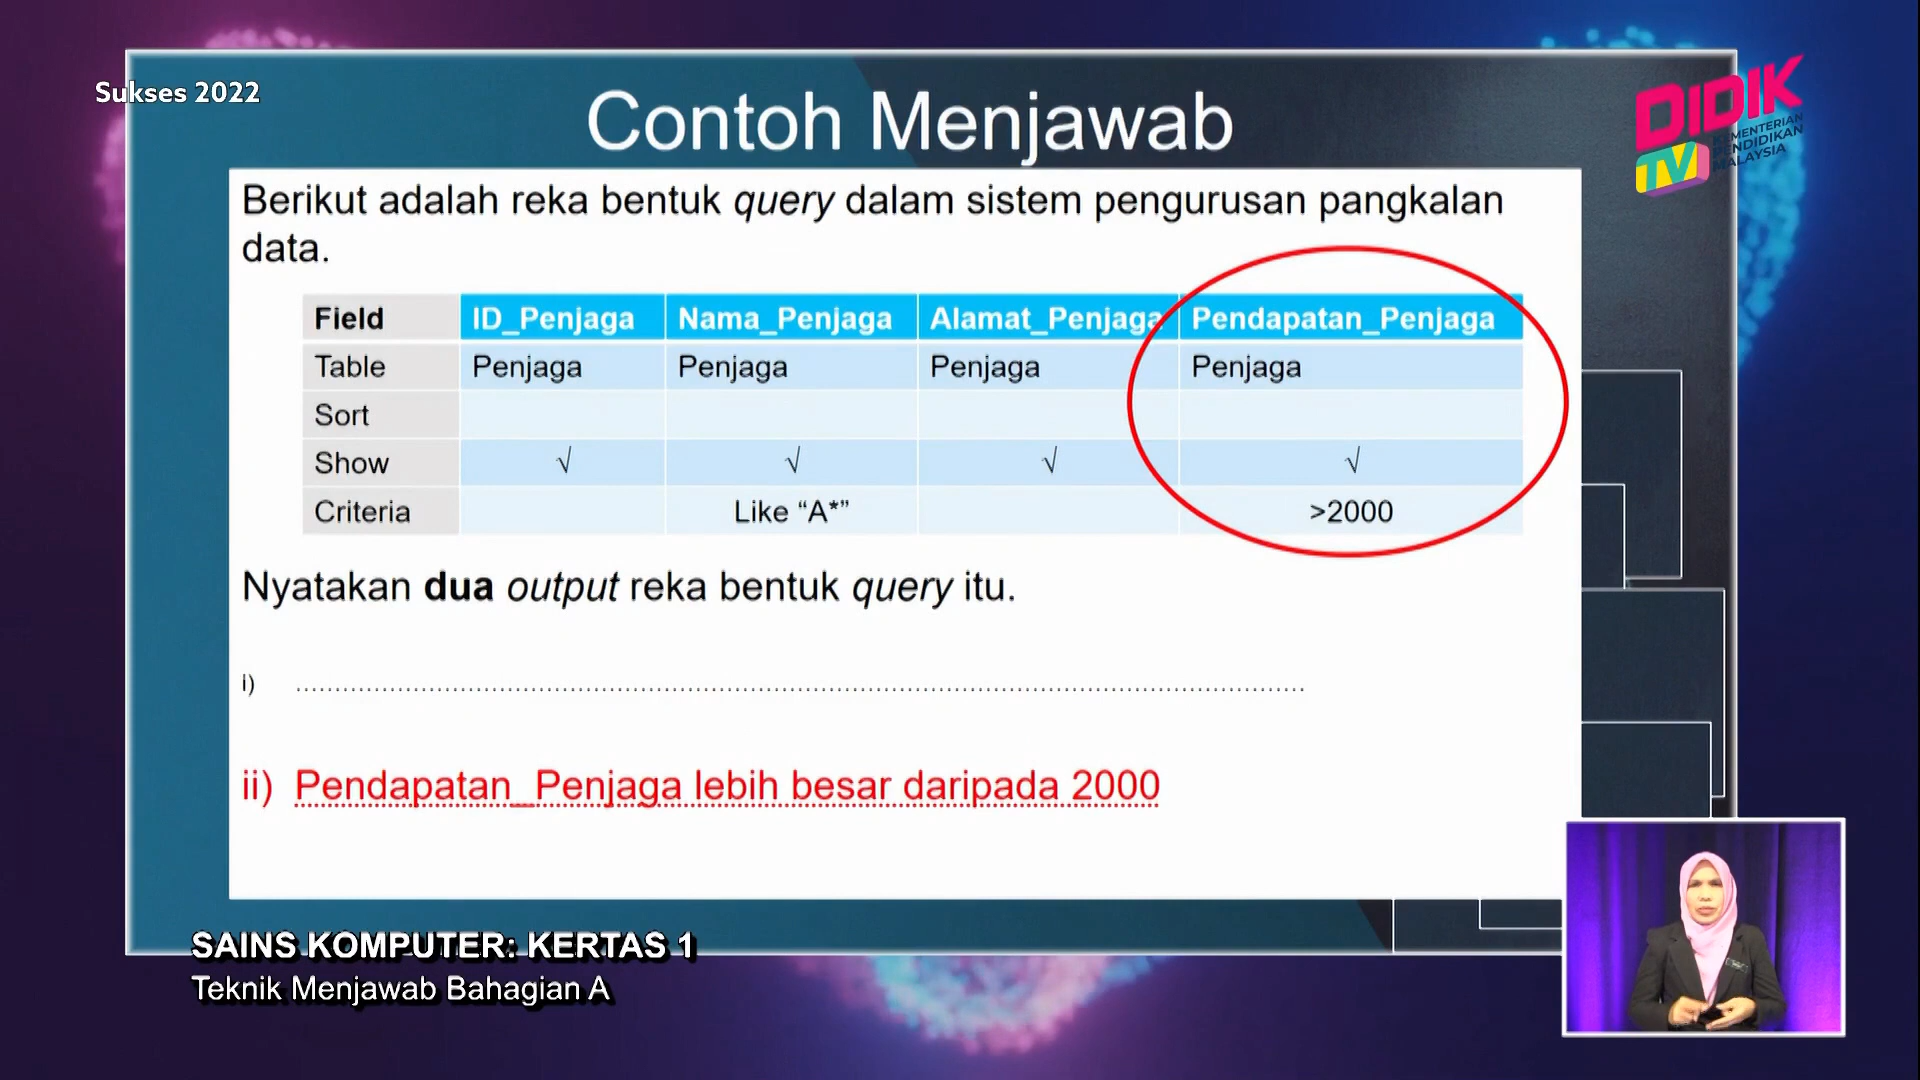 Sukses 2022
Contoh Menjawab
DIDIK
TV
KEMENTERIAN
PENDIDIKAN
MALAYSIA
Berikut adalah reka bentuk query dalam sistem pengurusan pangkalan
data.
Field ID_Penjaga Nama_Penjaga Alamat_Penjaga Pendapatan_Penjaga
Table Penjaga Penjaga Penjaga Penjaga
Sort
Show √ √ √ √
Criteria Like “A*” >2000
Nyatakan dua output reka bentuk query itu.
i) ........................................................................................................
ii) Pendapatan_Penjaga lebih besar daripada 2000
SAINS KOMPUTER: KERTAS 1
Teknik Menjawab Bahagian A